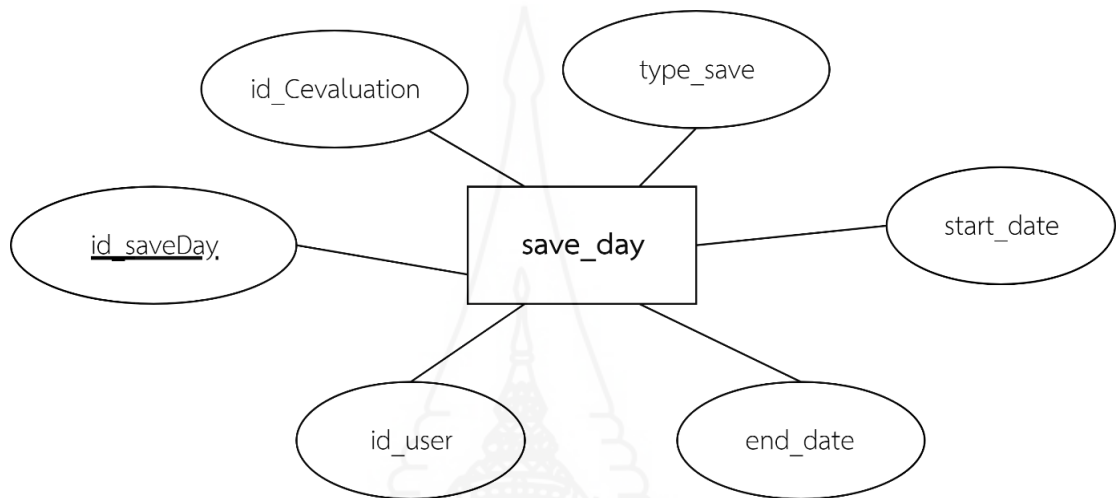 type_save
id_Cevaluation
start_date
save_day
id_saveDay
id_user
end_date